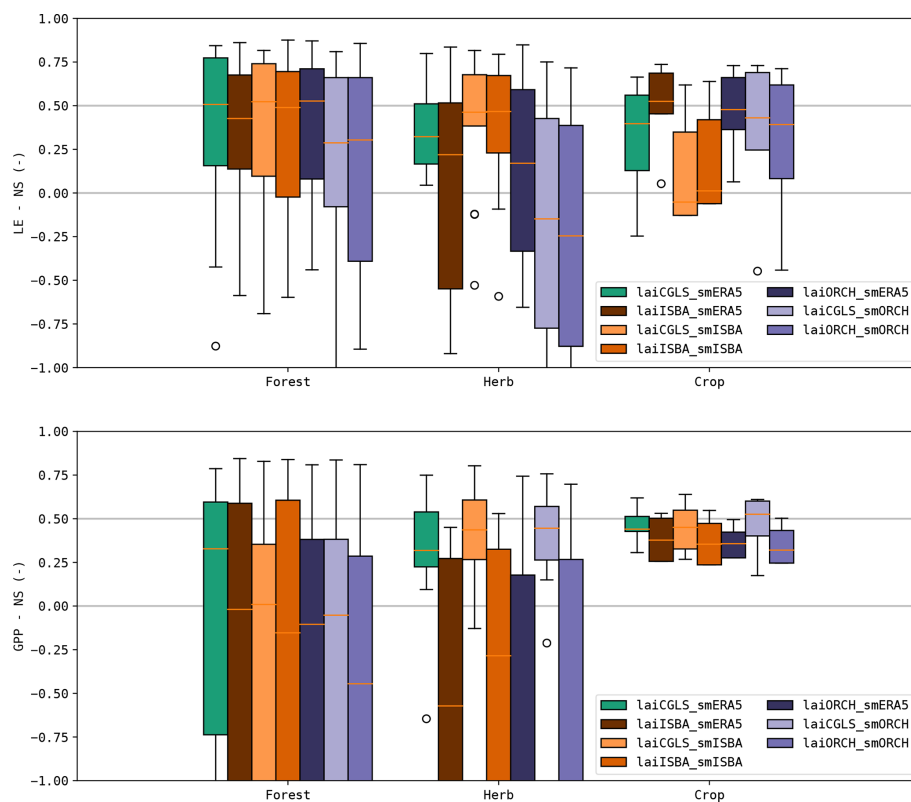 1.00
0.75
0.50
0.25
0.00
−0.25
−0.50
−0.75
−1.00
LE - NS (-)
Forest
Herb
Crop
laiCGLS_smERA5
laiISBA_smERA5
laiCGLS_smISBA
laiISBA_smISBA
laiORCH_smERA5
laiCGLS_smORCH
laiORCH_smORCH
1.00
0.75
0.50
0.25
0.00
−0.25
−0.50
−0.75
−1.00
GPP - NS (-)
Forest
Herb
Crop
laiCGLS_smERA5
laiISBA_smERA5
laiCGLS_smISBA
laiISBA_smISBA
laiORCH_smERA5
laiCGLS_smORCH
laiORCH_smORCH